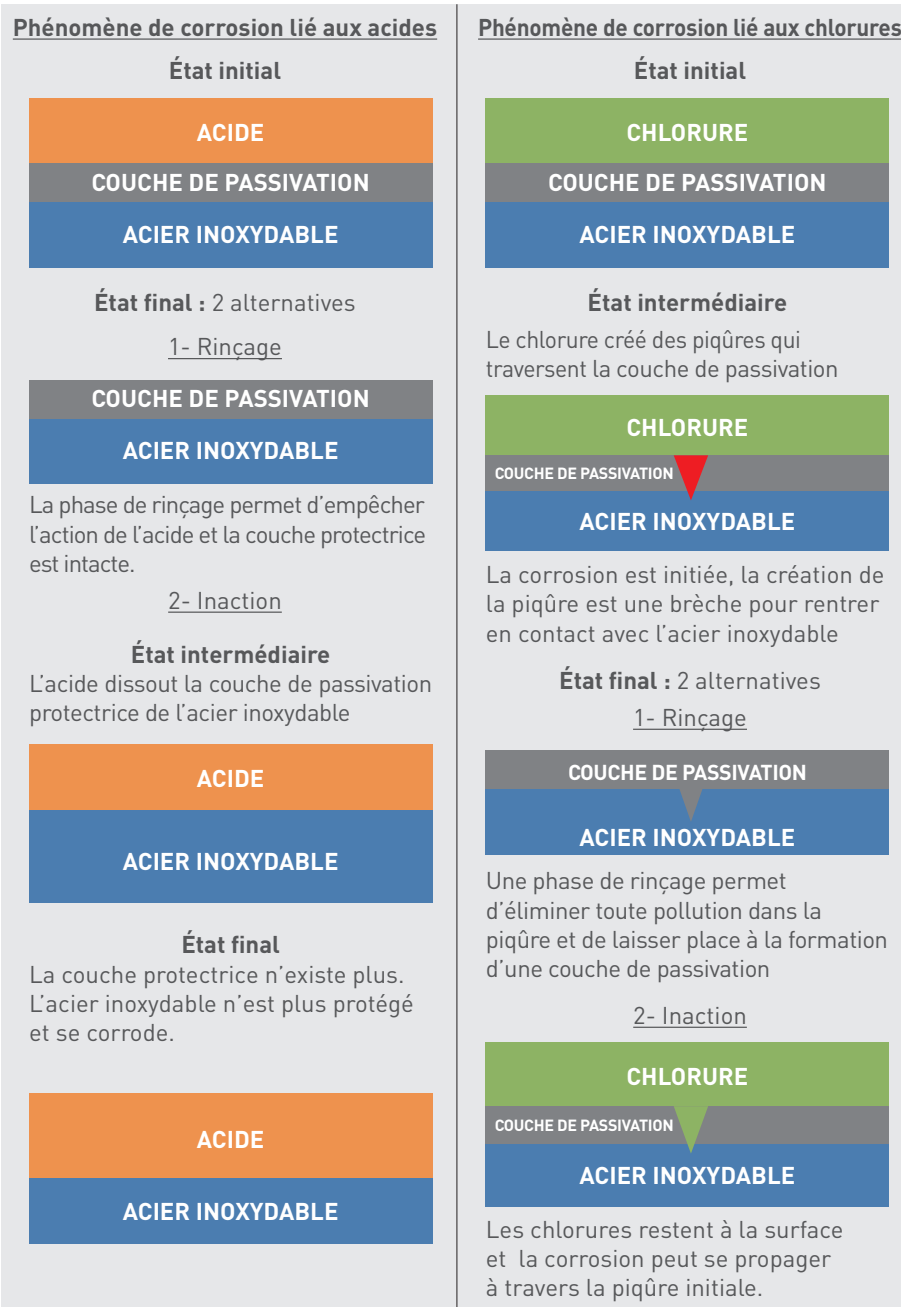 Phénomène de corrosion lié aux acides
État initial
ACIDE
COUCHE DE PASSIVATION
ACIER INOXYDABLE
État final : 2 alternatives
1- Rinçage
COUCHE DE PASSIVATION
ACIER INOXYDABLE
La phase de rinçage permet d'empêcher
l'action de l'acide et la couche protectrice
est intacte.
2- Inaction
État intermédiaire
L'acide dissout la couche de passivation
protectrice de l'acier inoxydable
ACIDE
ACIER INOXYDABLE
État final
La couche protectrice n'existe plus.
L'acier inoxydable n'est plus protégé
et se corrode.
ACIDE
ACIER INOXYDABLE
Phénomène de corrosion lié aux chlorures
État initial
CHLORURE
COUCHE DE PASSIVATION
ACIER INOXYDABLE
État intermédiaire
Le chlorure créé des piqûres qui
traversent la couche de passivation
CHLORURE
COUCHE DE PASSIVATION
ACIER INOXYDABLE
La corrosion est initiée, la création de
la piqûre est une brèche pour rentrer
en contact avec l'acier inoxydable
État final : 2 alternatives
1- Rinçage
COUCHE DE PASSIVATION
ACIER INOXYDABLE
Une phase de rinçage permet
d'éliminer toute pollution dans la
piqûre et de laisser place à la formation
d'une couche de passivation
2- Inaction
CHLORURE
COUCHE DE PASSIVATION
ACIER INOXYDABLE
Les chlorures restent à la surface
et la corrosion peut se propager
à travers la piqûre initiale.